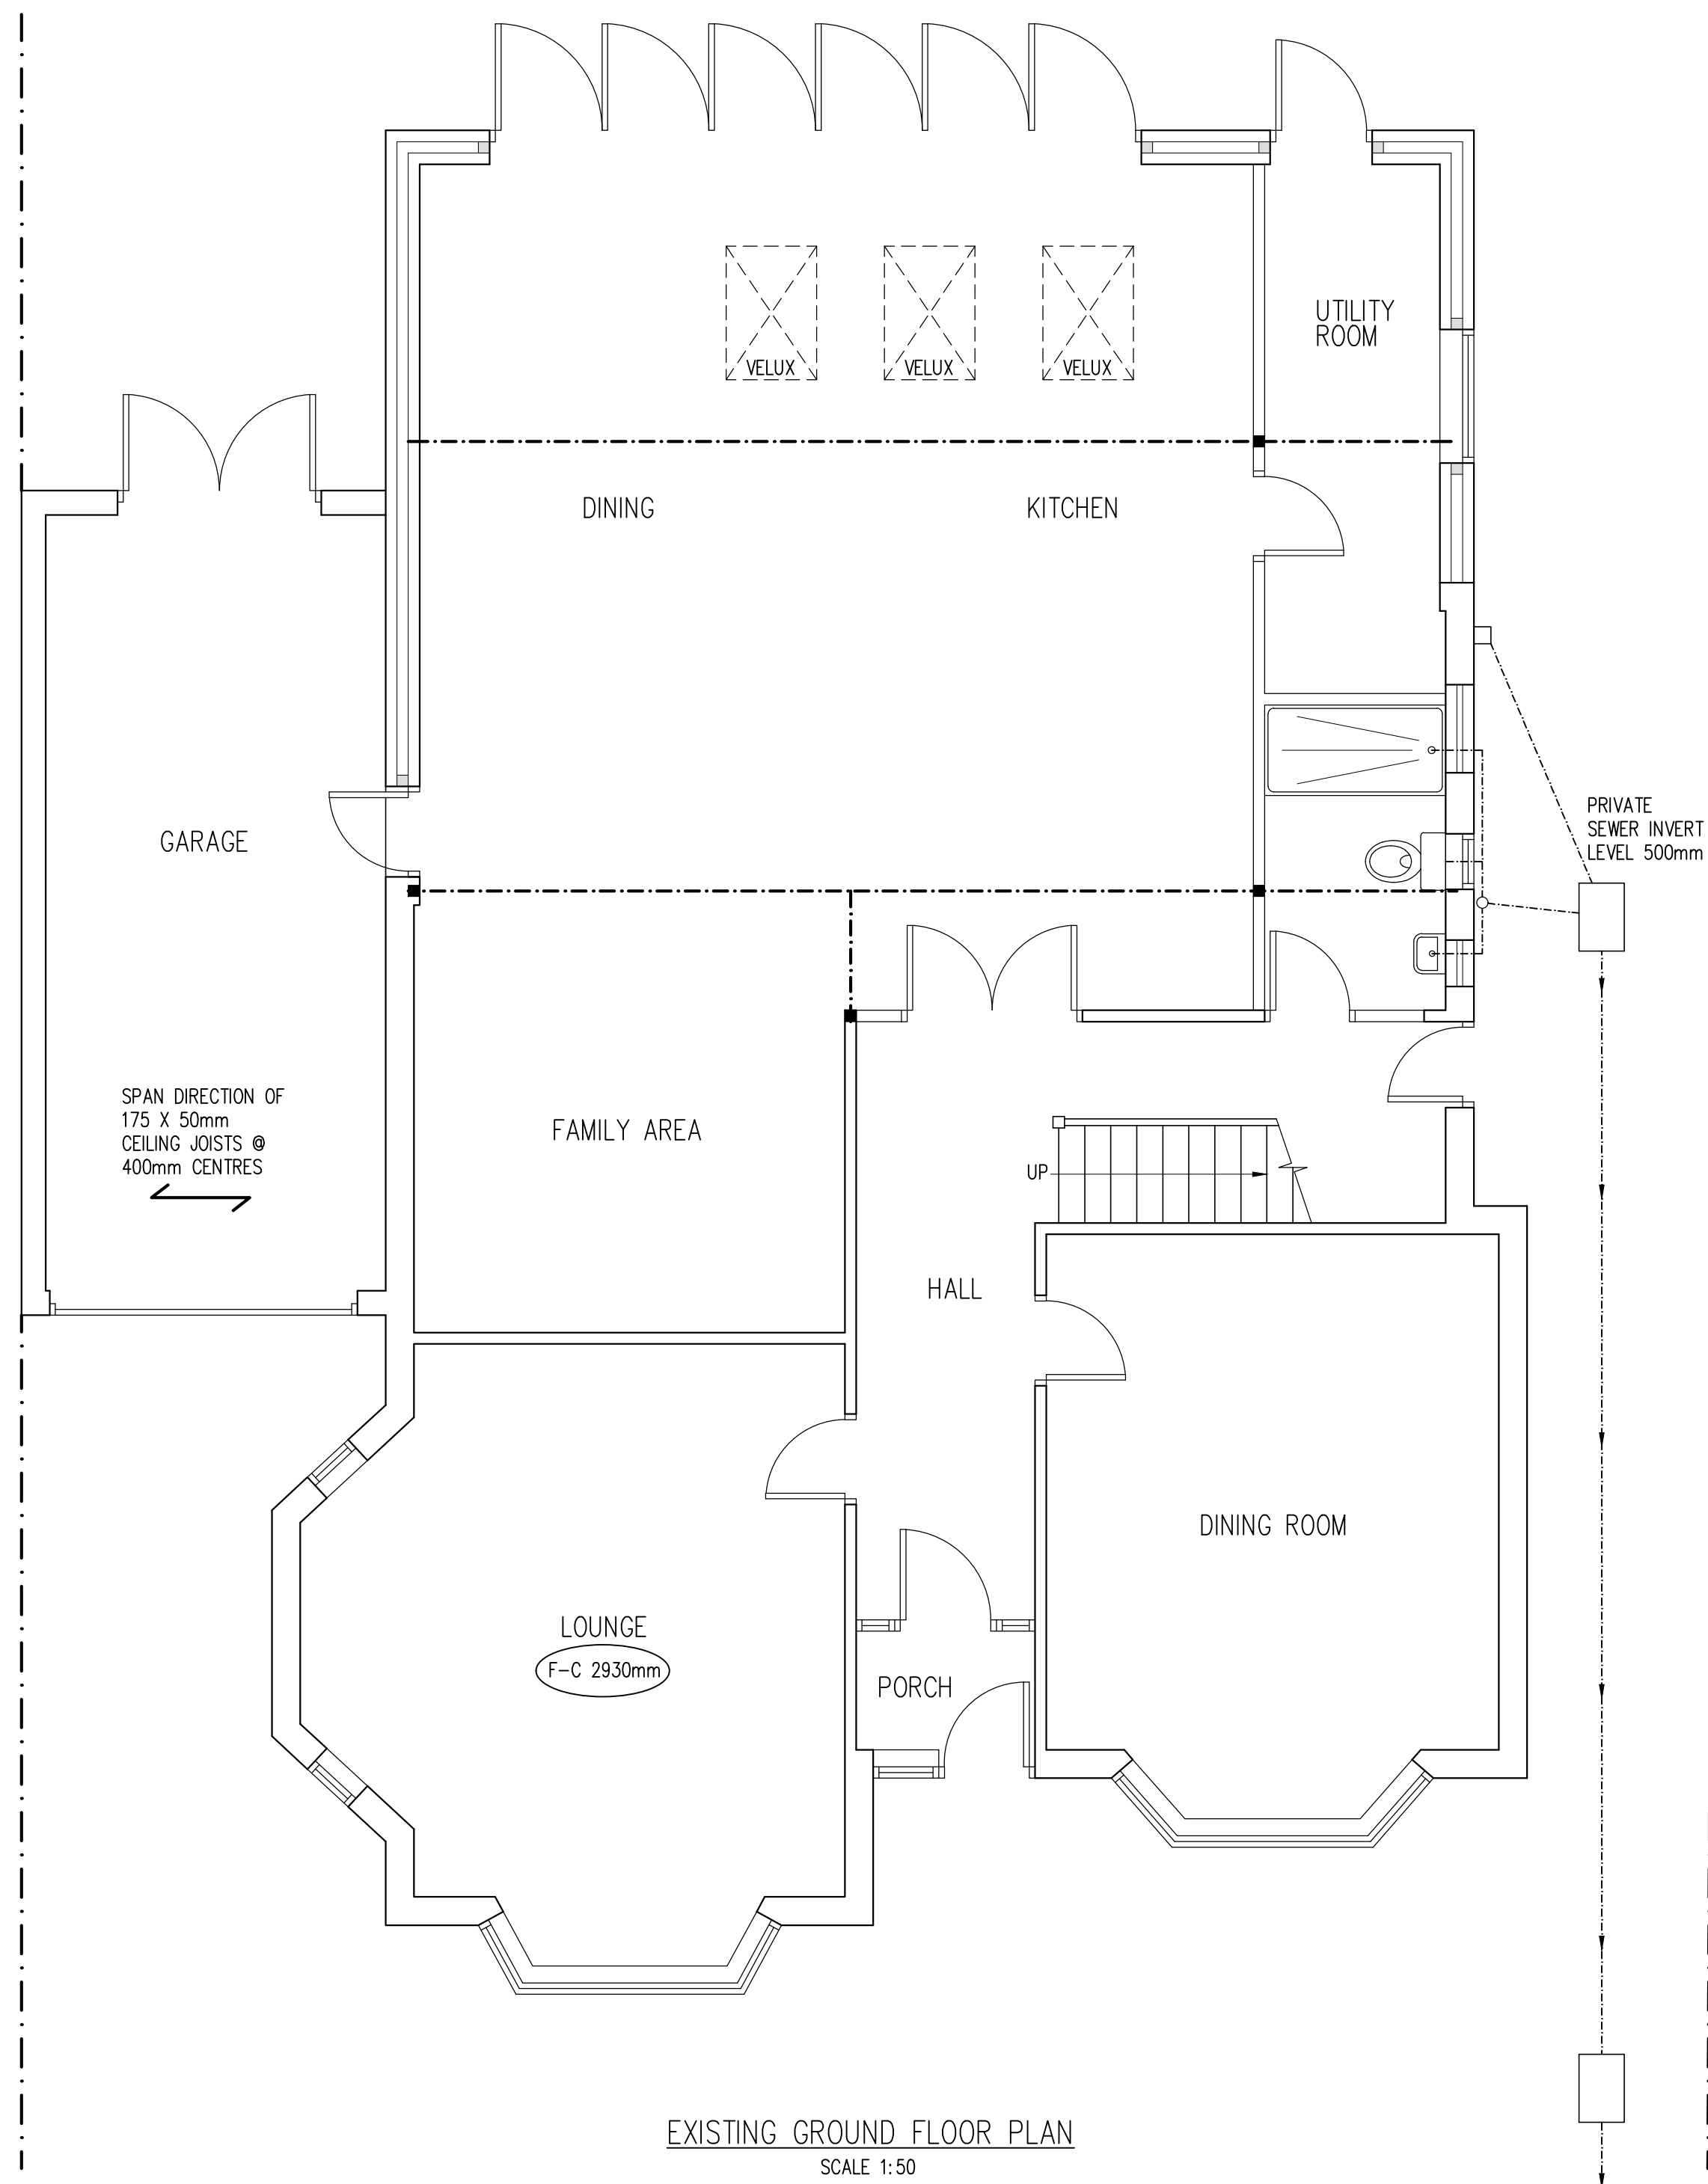 VELUX
VELUX
VELUX
UTILITY
ROOM
DINING
KITCHEN
GARAGE
PRIVATE
SEWER INVERT
LEVEL 500mm
SPAN DIRECTION OF
175 X 50mm
CEILING JOISTS @
400mm CENTRES
FAMILY AREA
UP
HALL
DINING ROOM
LOUNGE
F-C 2930mm
PORCH
EXISTING GROUND FLOOR PLAN
SCALE 1:50